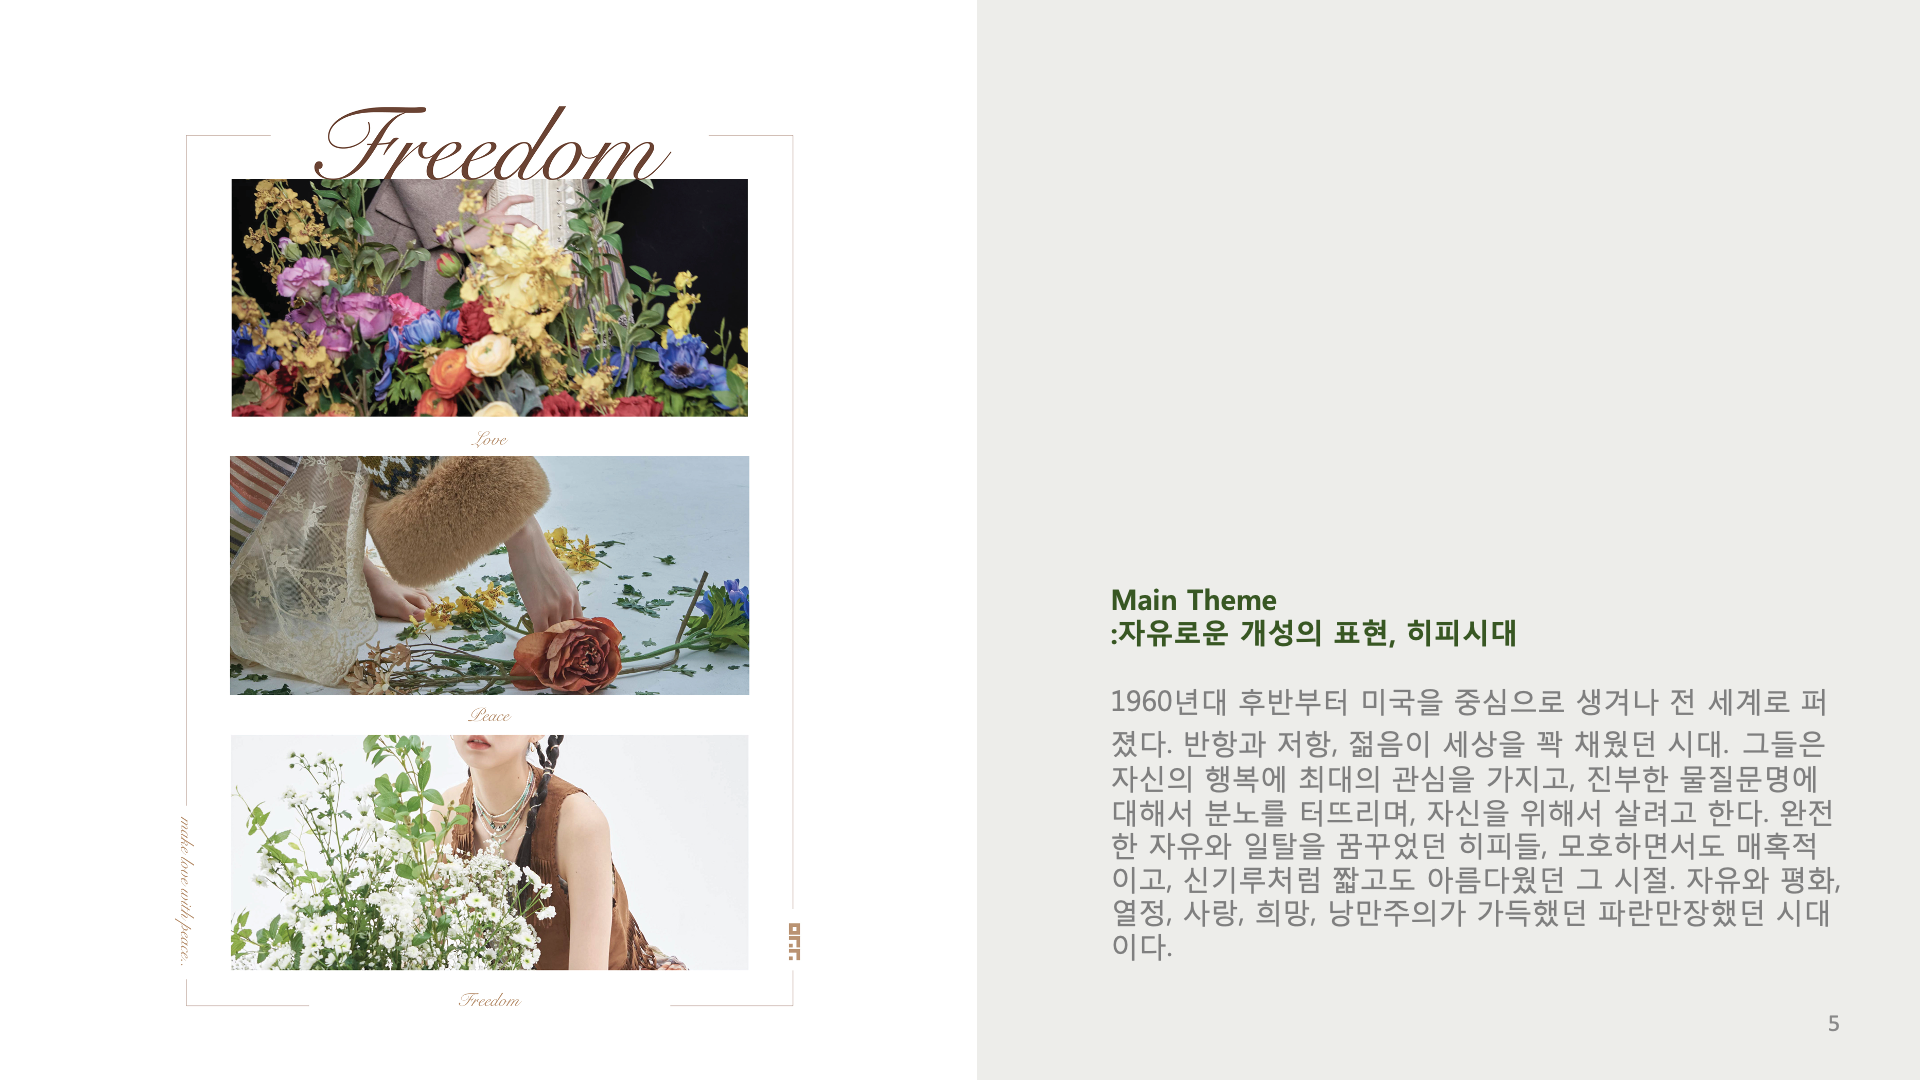 Freedom
Love
Peace
make love with peace...
Freedom
Main Theme
:자유로운 개성의 표현, 히피시대
1960년대 후반부터 미국을 중심으로 생겨나 전 세계로 퍼
졌다. 반항과 저항, 젊음이 세상을 꽉 채웠던 시대. 그들은
자신의 행복에 최대의 관심을 가지고, 진부한 물질문명에
대해서 분노를 터뜨리며, 자신을 위해서 살려고 한다. 완전
한 자유와 일탈을 꿈꾸었던 히피들, 모호하면서도 매혹적
이고, 신기루처럼 짧고도 아름다웠던 그 시절. 자유와 평화,
열정, 사랑, 희망, 낭만주의가 가득했던 파란만장했던 시대
이다.
5